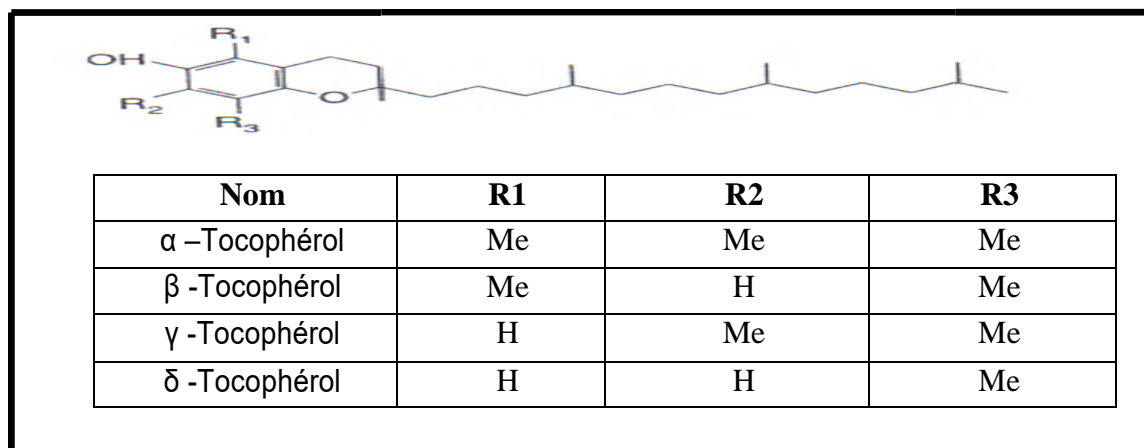 R1
OH
O
R2
R3
Nom R1 R2 R3
α –Tocophérol Me Me Me
β -Tocophérol Me H Me
γ -Tocophérol H Me Me
δ -Tocophérol H H Me